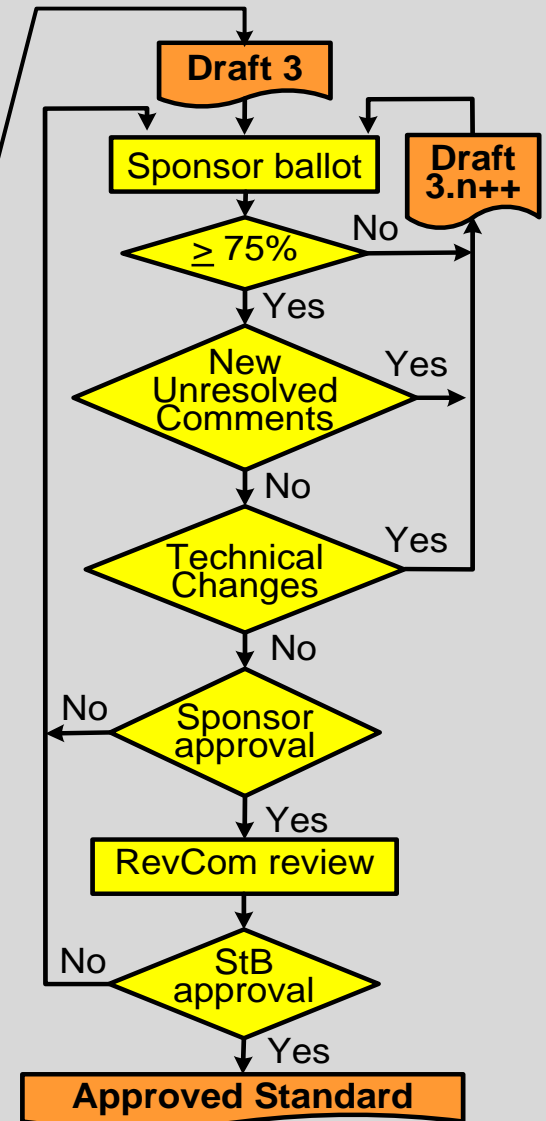 Draft 3
Sponsor ballot
Draft
3.n++
≥ 75%
No
Yes
New
Unresolved
Comments
Yes
No
Technical
Changes
Yes
No
Sponsor
approval
No
Yes
RevCom review
StB
approval
No
Yes
Approved Standard